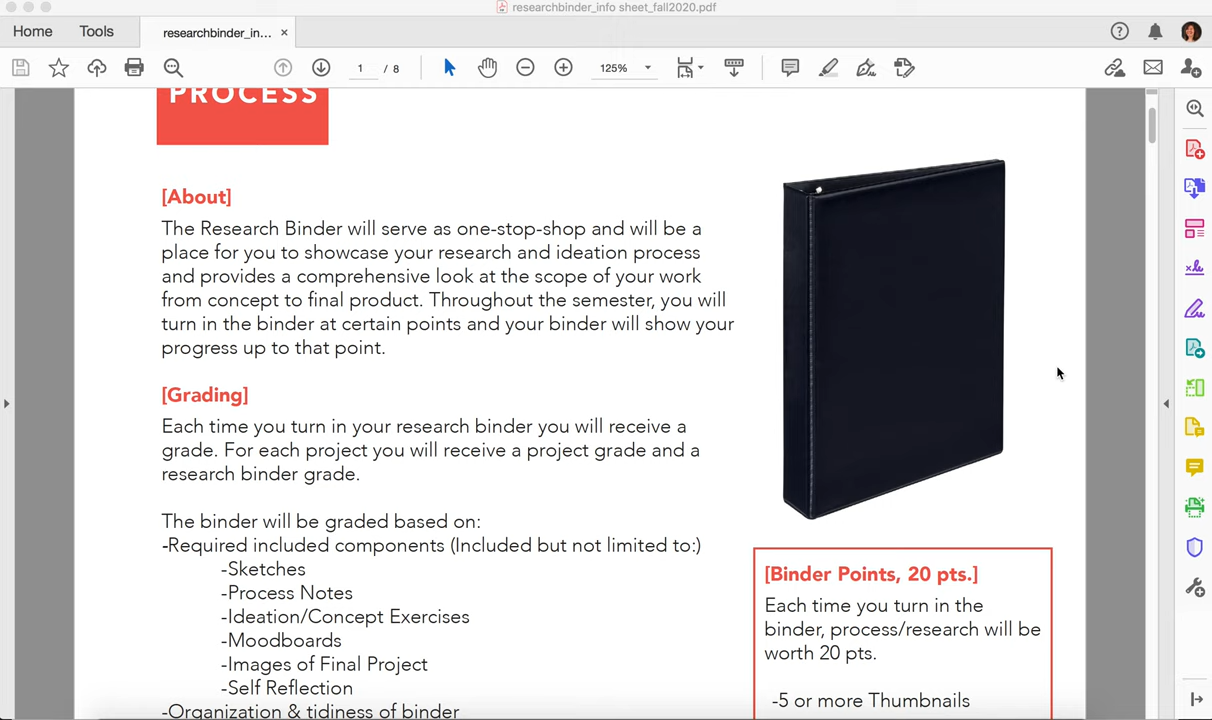 researchbinder_info sheet_fall2020.pdf
Home
Tools
researchbinder_in...
×
1 / 8
125%
PROCESS
[About]
The Research Binder will serve as one-stop-shop and will be a
place for you to showcase your research and ideation process
and provides a comprehensive look at the scope of your work
from concept to final product. Throughout the semester, you will
turn in the binder at certain points and your binder will show your
progress up to that point.
[Grading]
Each time you turn in your research binder you will receive a
grade. For each project you will receive a project grade and a
research binder grade.
The binder will be graded based on:
-Required included components (Included but not limited to:)
-Sketches
-Process Notes
-Ideation/Concept Exercises
-Moodboards
-Images of Final Project
-Self Reflection
-Organization & tidiness of binder
[Binder Points, 20 pts.]
Each time you turn in the
binder, process/research will be
worth 20 pts.
-5 or more Thumbnails